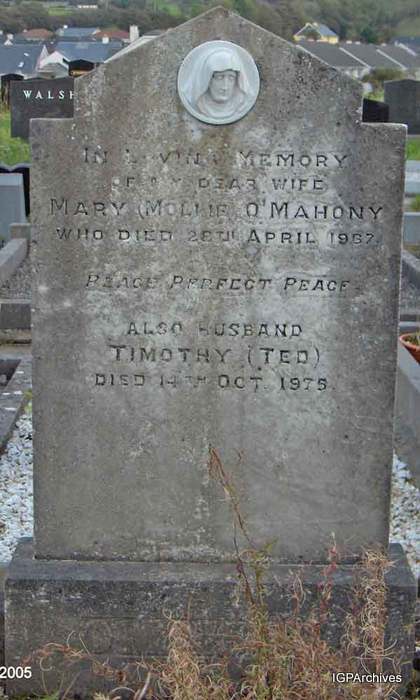 WALSH
IN LOVING MEMORY
OF MY DEAR WIFE
MARY (MOLLIE) O'MAHONY
WHO DIED 28TH APRIL 1967.
PEACE PERFECT PEACE.
ALSO HUSBAND
TIMOTHY (TED)
DIED 14TH OCT. 1975.
2005
IGPArchives